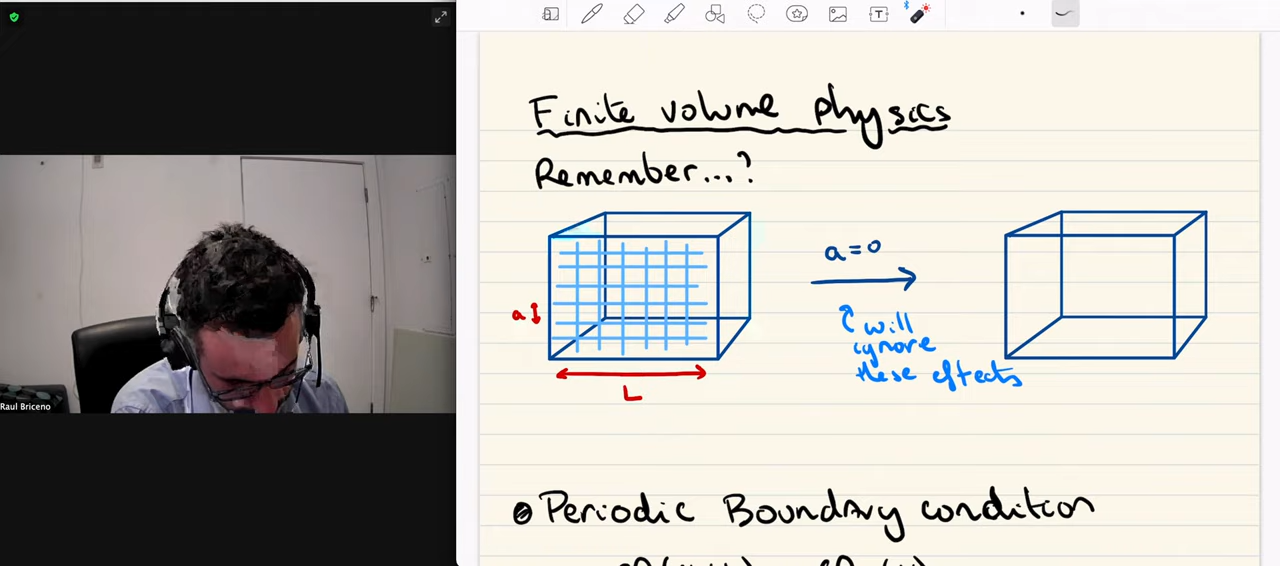 Finite volume physics
Remember...?
a = 0
a
will
ignore
these effects
L
Periodic Boundary condition
Raul Briceno
T